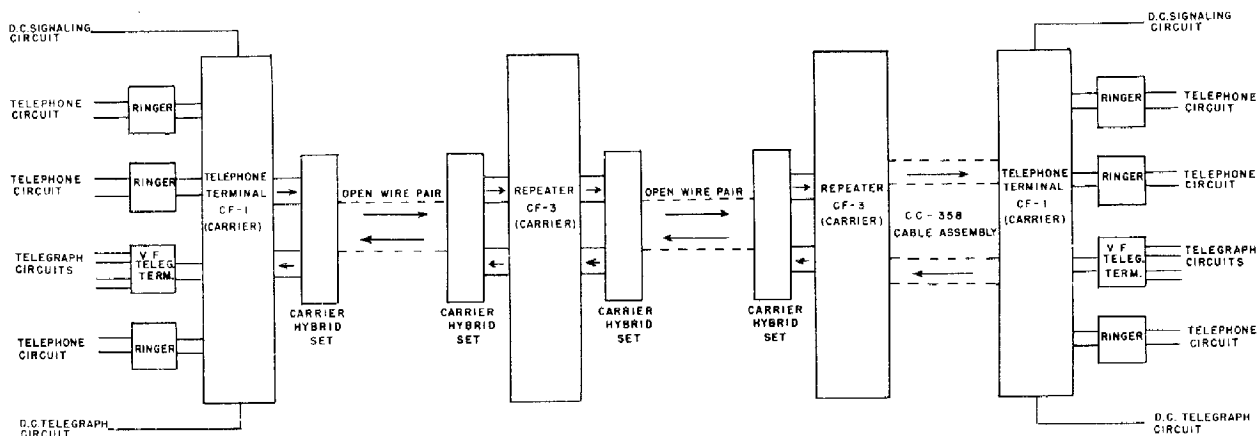 D.C. SIGNALING
CIRCUIT
TELEPHONE
CIRCUIT
RINGER
TELEPHONE
CIRCUIT
RINGER
TELEGRAPH
CIRCUITS
V F
TELEG.
TERM.
TELEPHONE
CIRCUIT
RINGER
D.C. TELEGRAPH
CIRCUIT
TELEPHONE
TERMINAL
CF-1
(CARRIER)
CARRIER
HYBRID
SET
OPEN WIRE PAIR
CARRIER
HYBRID
SET
REPEATER
CF-3
(CARRIER)
CARRIER
HYBRID
SET
OPEN WIRE PAIR
CARRIER
HYBRID
SET
REPEATER
CF-3
(CARRIER)
CC-358
CABLE ASSEMBLY
TELEPHONE
TERMINAL
CF-1
(CARRIER)
D.C. SIGNALING
CIRCUIT
RINGER
TELEPHONE
CIRCUIT
RINGER
TELEPHONE
CIRCUIT
V F
TELEG.
TERM.
TELEGRAPH
CIRCUITS
RINGER
TELEPHONE
CIRCUIT
D.C. TELEGRAPH
CIRCUIT